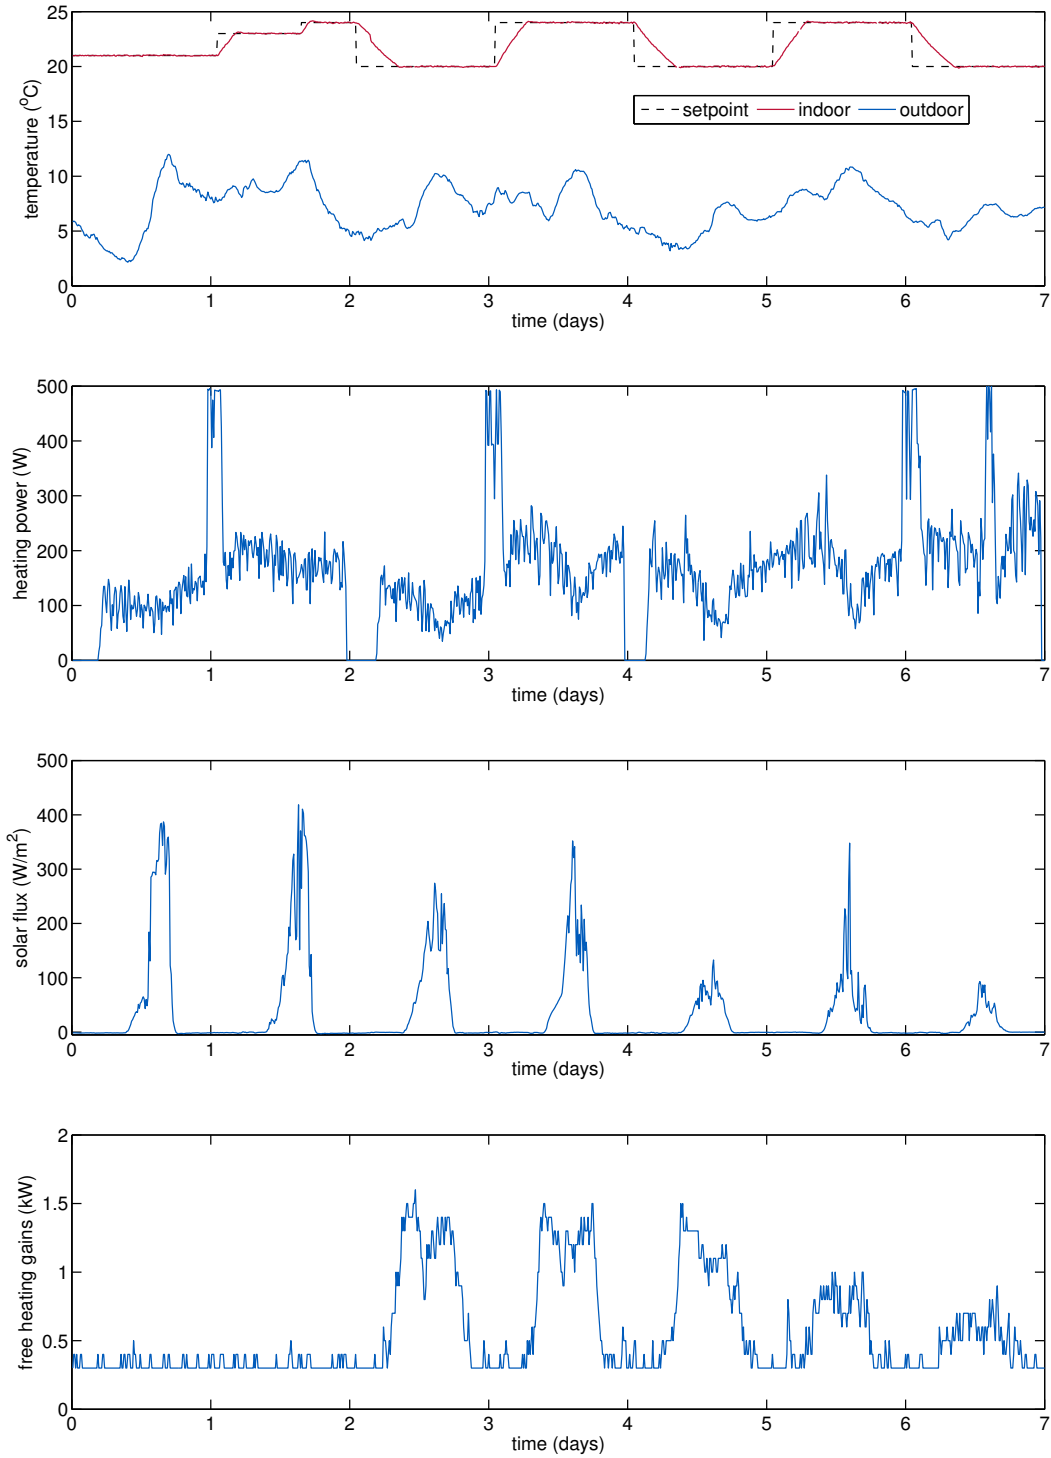 25
20
15
10
5
0
temperature (⁰C)
setpoint indoor outdoor
0 1 2 3 4 5 6 7
time (days)
500
400
300
200
100
0
heating power (W)
0 1 2 3 4 5 6 7
time (days)
500
400
300
200
100
0
solar flux (W/m²)
0 1 2 3 4 5 6 7
time (days)
2
1.5
1
0.5
0
free heating gains (kW)
0 1 2 3 4 5 6 7
time (days)